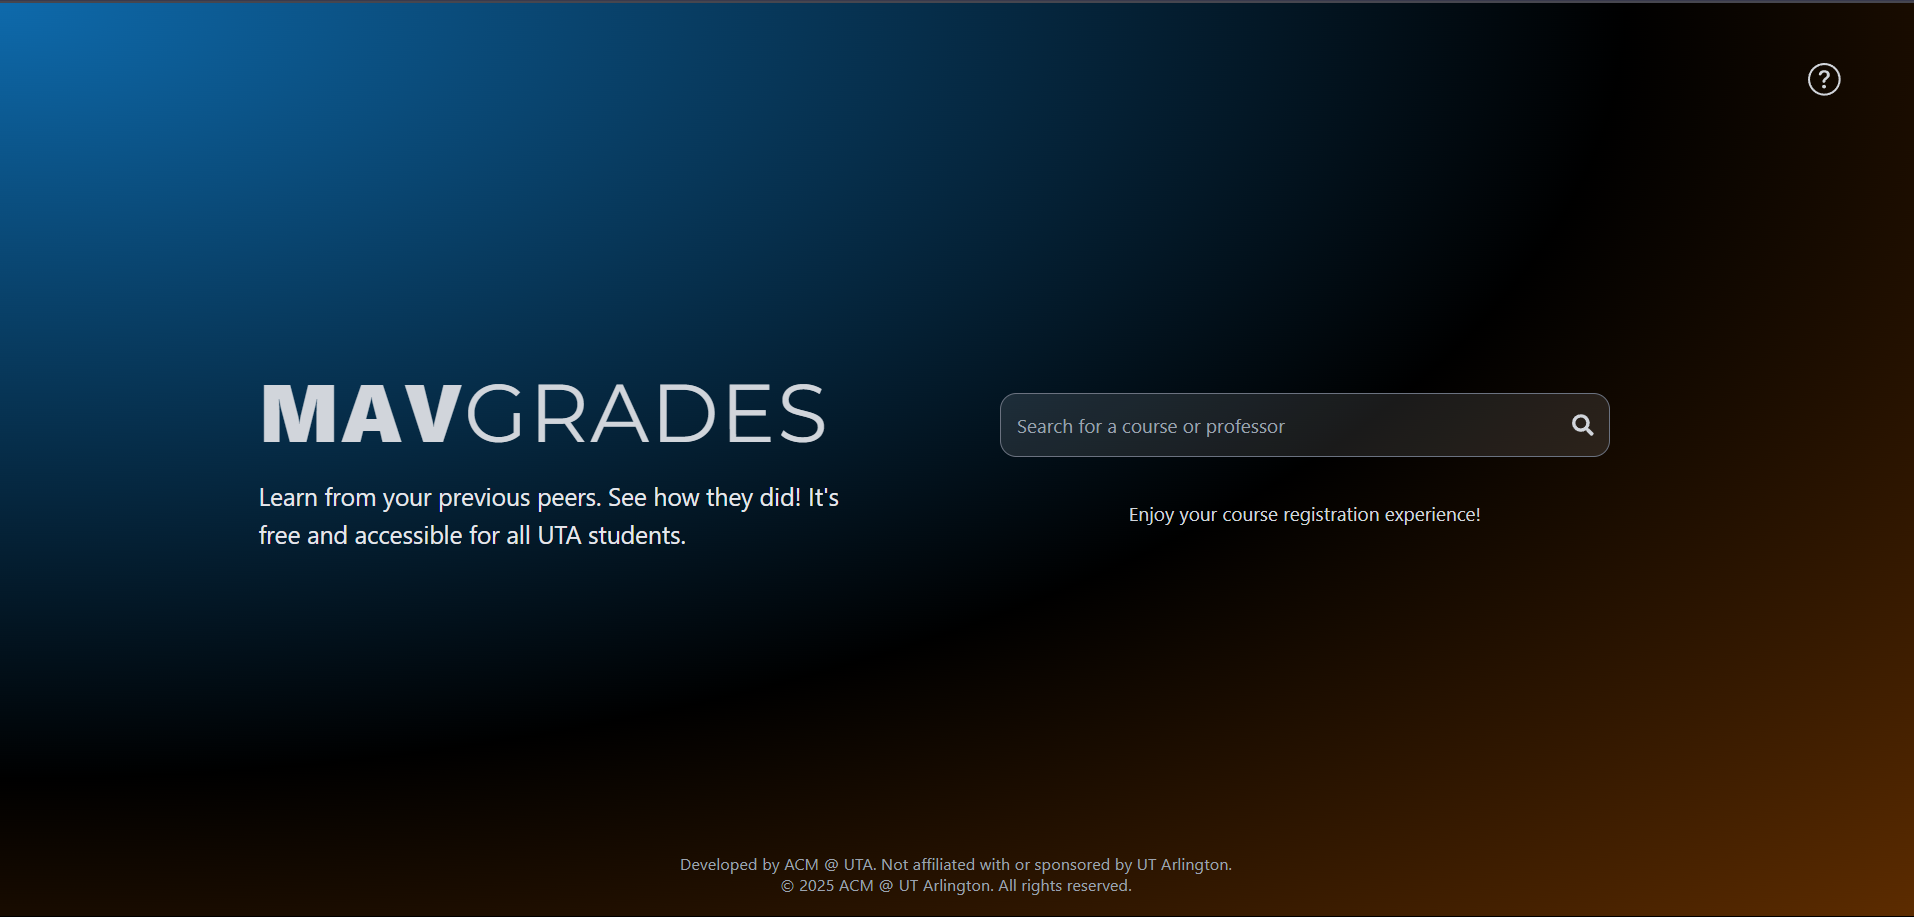 ?
MAVGRADES
Learn from your previous peers. See how they did! It's
free and accessible for all UTA students.
Search for a course or professor
Enjoy your course registration experience!
Developed by ACM @ UTA. Not affiliated with or sponsored by UT Arlington.
© 2025 ACM @ UT Arlington. All rights reserved.